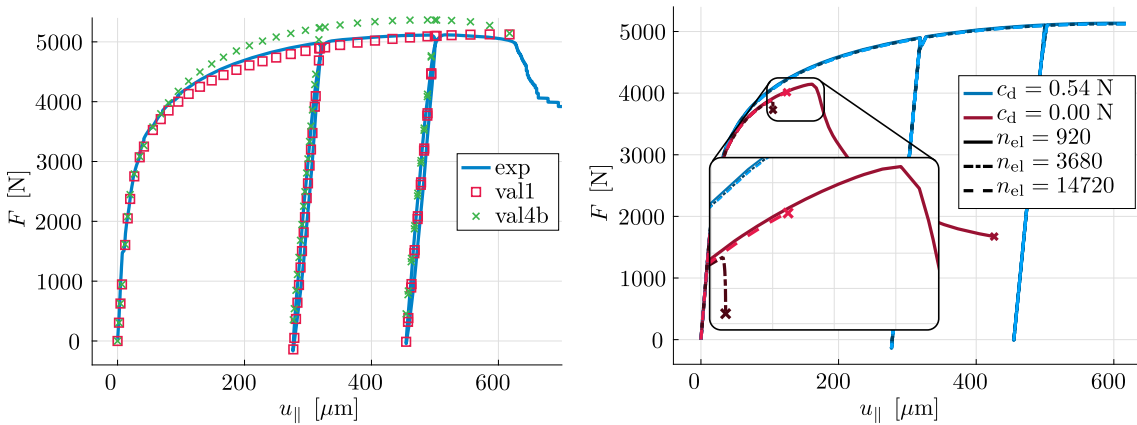 5000
4000
3000
2000
1000
0
F [N]
0
200
400
600
u∥ [μm]
exp
val1
val4b
5000
4000
3000
2000
1000
0
F [N]
0
200
400
600
u∥ [μm]
c_d = 0.54 N
c_d = 0.00 N
n_el = 920
n_el = 3680
n_el = 14720